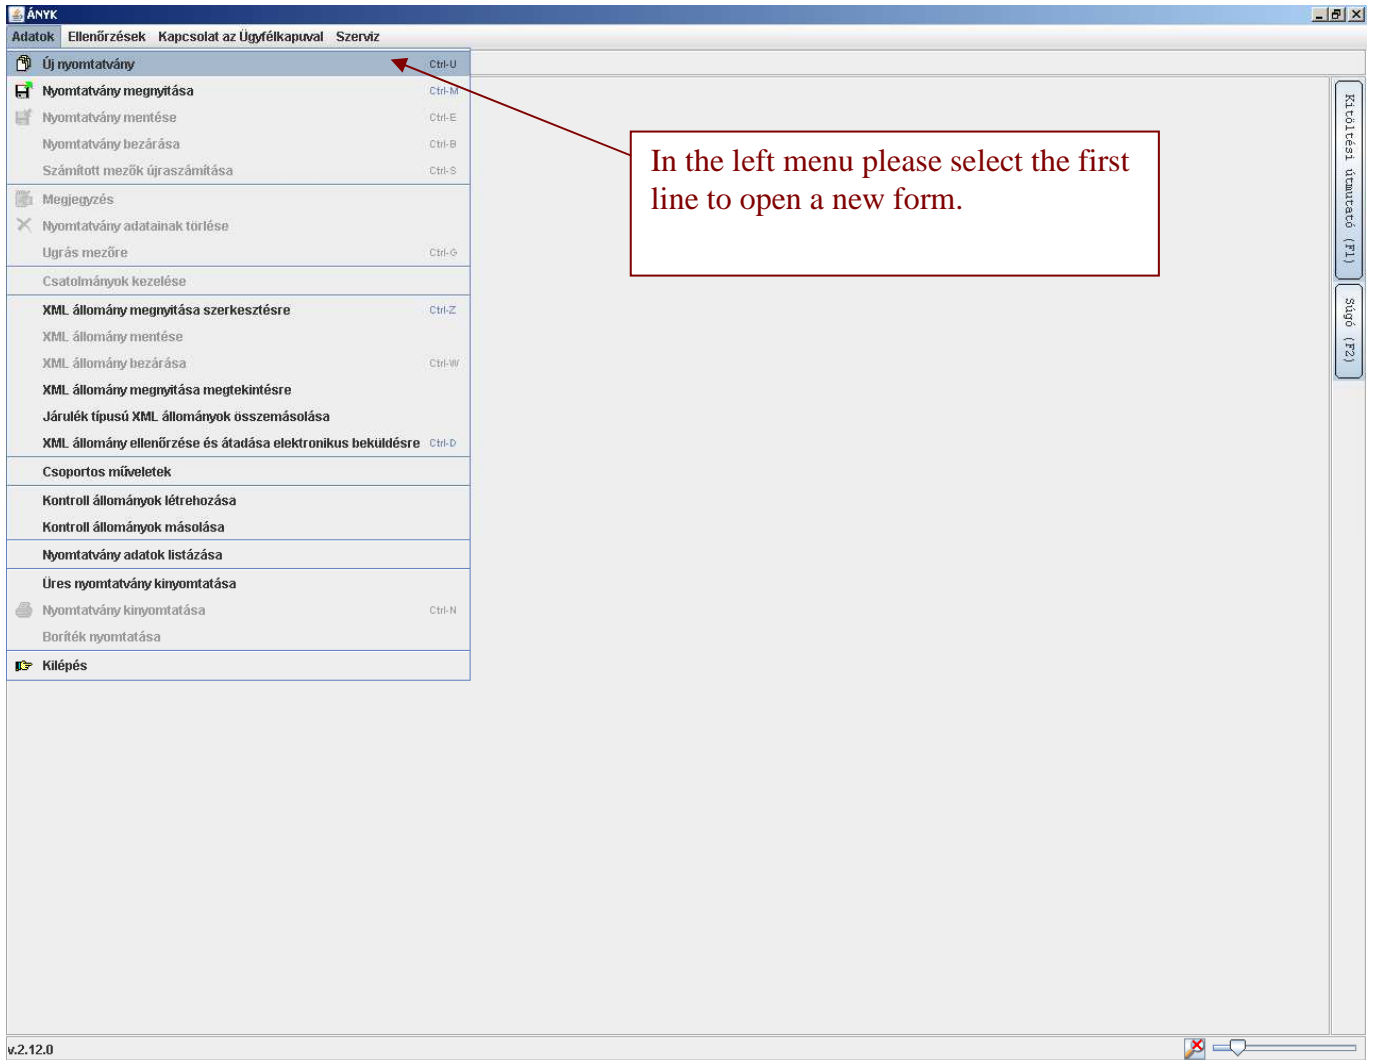 ÁNYK
Adatok Ellenőrzések Kapcsolat az Ügyfélkapuval Szerviz
Új nyomtatvány Ctrl-U
Nyomtatvány megnyitása Ctrl-M
Nyomtatvány mentése Ctrl-E
Nyomtatvány bezárása Ctrl-B
Számított mezők újraszámítása Ctrl-S
Megjegyzés
Nyomtatvány adatainak törlése
Ugrás mezőre Ctrl-G
Csatolmányok kezelése
XML állomány megnyitása szerkesztésre Ctrl-Z
XML állomány mentése
XML állomány bezárása Ctrl-W
XML állomány megnyitása megtekintésre
Járulék típusú XML állományok összemásolása
XML állomány ellenőrzése és átadása elektronikus beküldésre Ctrl-D
Csoportos műveletek
Kontroll állományok létrehozása
Kontroll állományok másolása
Nyomtatvány adatok listázása
Üres nyomtatvány kinyomtatása
Nyomtatvány kinyomtatása Ctrl-N
Boríték nyomtatása
Kilépés
In the left menu please select the first
line to open a new form.
Kitöltési útmutató (F1)
Súgó (F2)
v.2.12.0